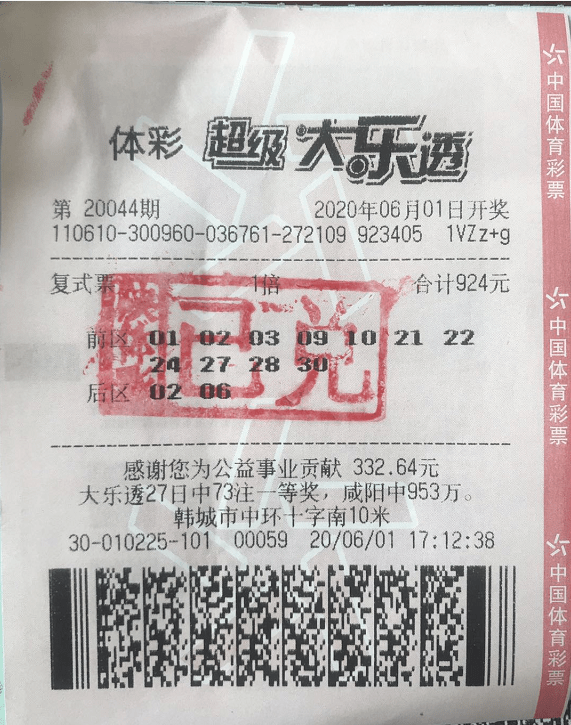 体彩 超级大乐透
第 20044期 2020年06月01日开奖
110610-300960-036761-272109 923405 1VZz+g
复式票 1倍 合计924元
前区 01 02 03 09 10 21 22
24 27 28 30
后区 02 06
已兑
感谢您为公益事业贡献 332.64元
大乐透27日中73注一等奖，咸阳中953万。
韩城市中环十字南10米
30-010225-101 00059 20/06/01 17:12:38
中国体育彩票
中国体育彩票
中国体育彩票